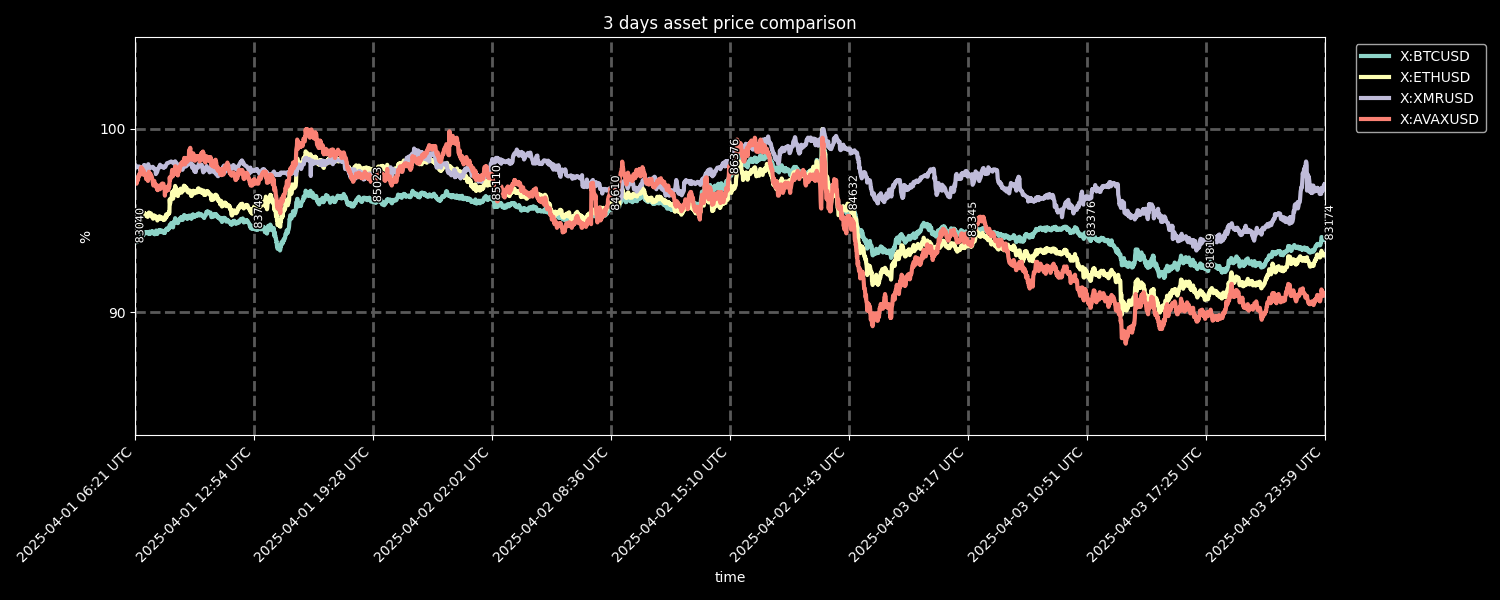 3 days asset price comparison
X:BTCUSD
X:ETHUSD
X:XMRUSD
X:AVAXUSD
100
90
%
83040
83749
85023
85110
84610
86376
84632
83345
83376
81819
83174
2025-04-01 06:21 UTC
2025-04-01 12:54 UTC
2025-04-01 19:28 UTC
2025-04-02 02:02 UTC
2025-04-02 08:36 UTC
2025-04-02 15:10 UTC
2025-04-02 21:43 UTC
2025-04-03 04:17 UTC
2025-04-03 10:51 UTC
2025-04-03 17:25 UTC
2025-04-03 23:59 UTC
time